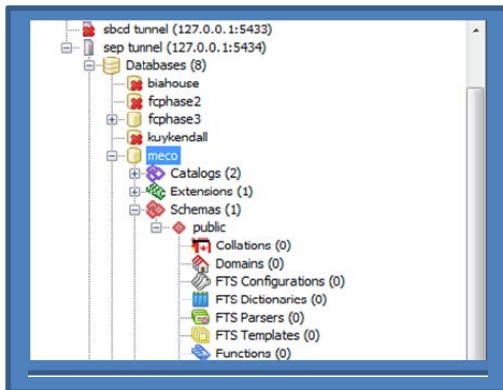 sbcd tunnel (127.0.0.1:5433)
sep tunnel (127.0.0.1:5434)
Databases (8)
biahouse
fcphase2
fcphase3
kuykendall
meco
Catalogs (2)
Extensions (1)
Schemas (1)
public
Collations (0)
Domains (0)
FTS Configurations (0)
FTS Dictionaries (0)
FTS Parsers (0)
FTS Templates (0)
Functions (0)